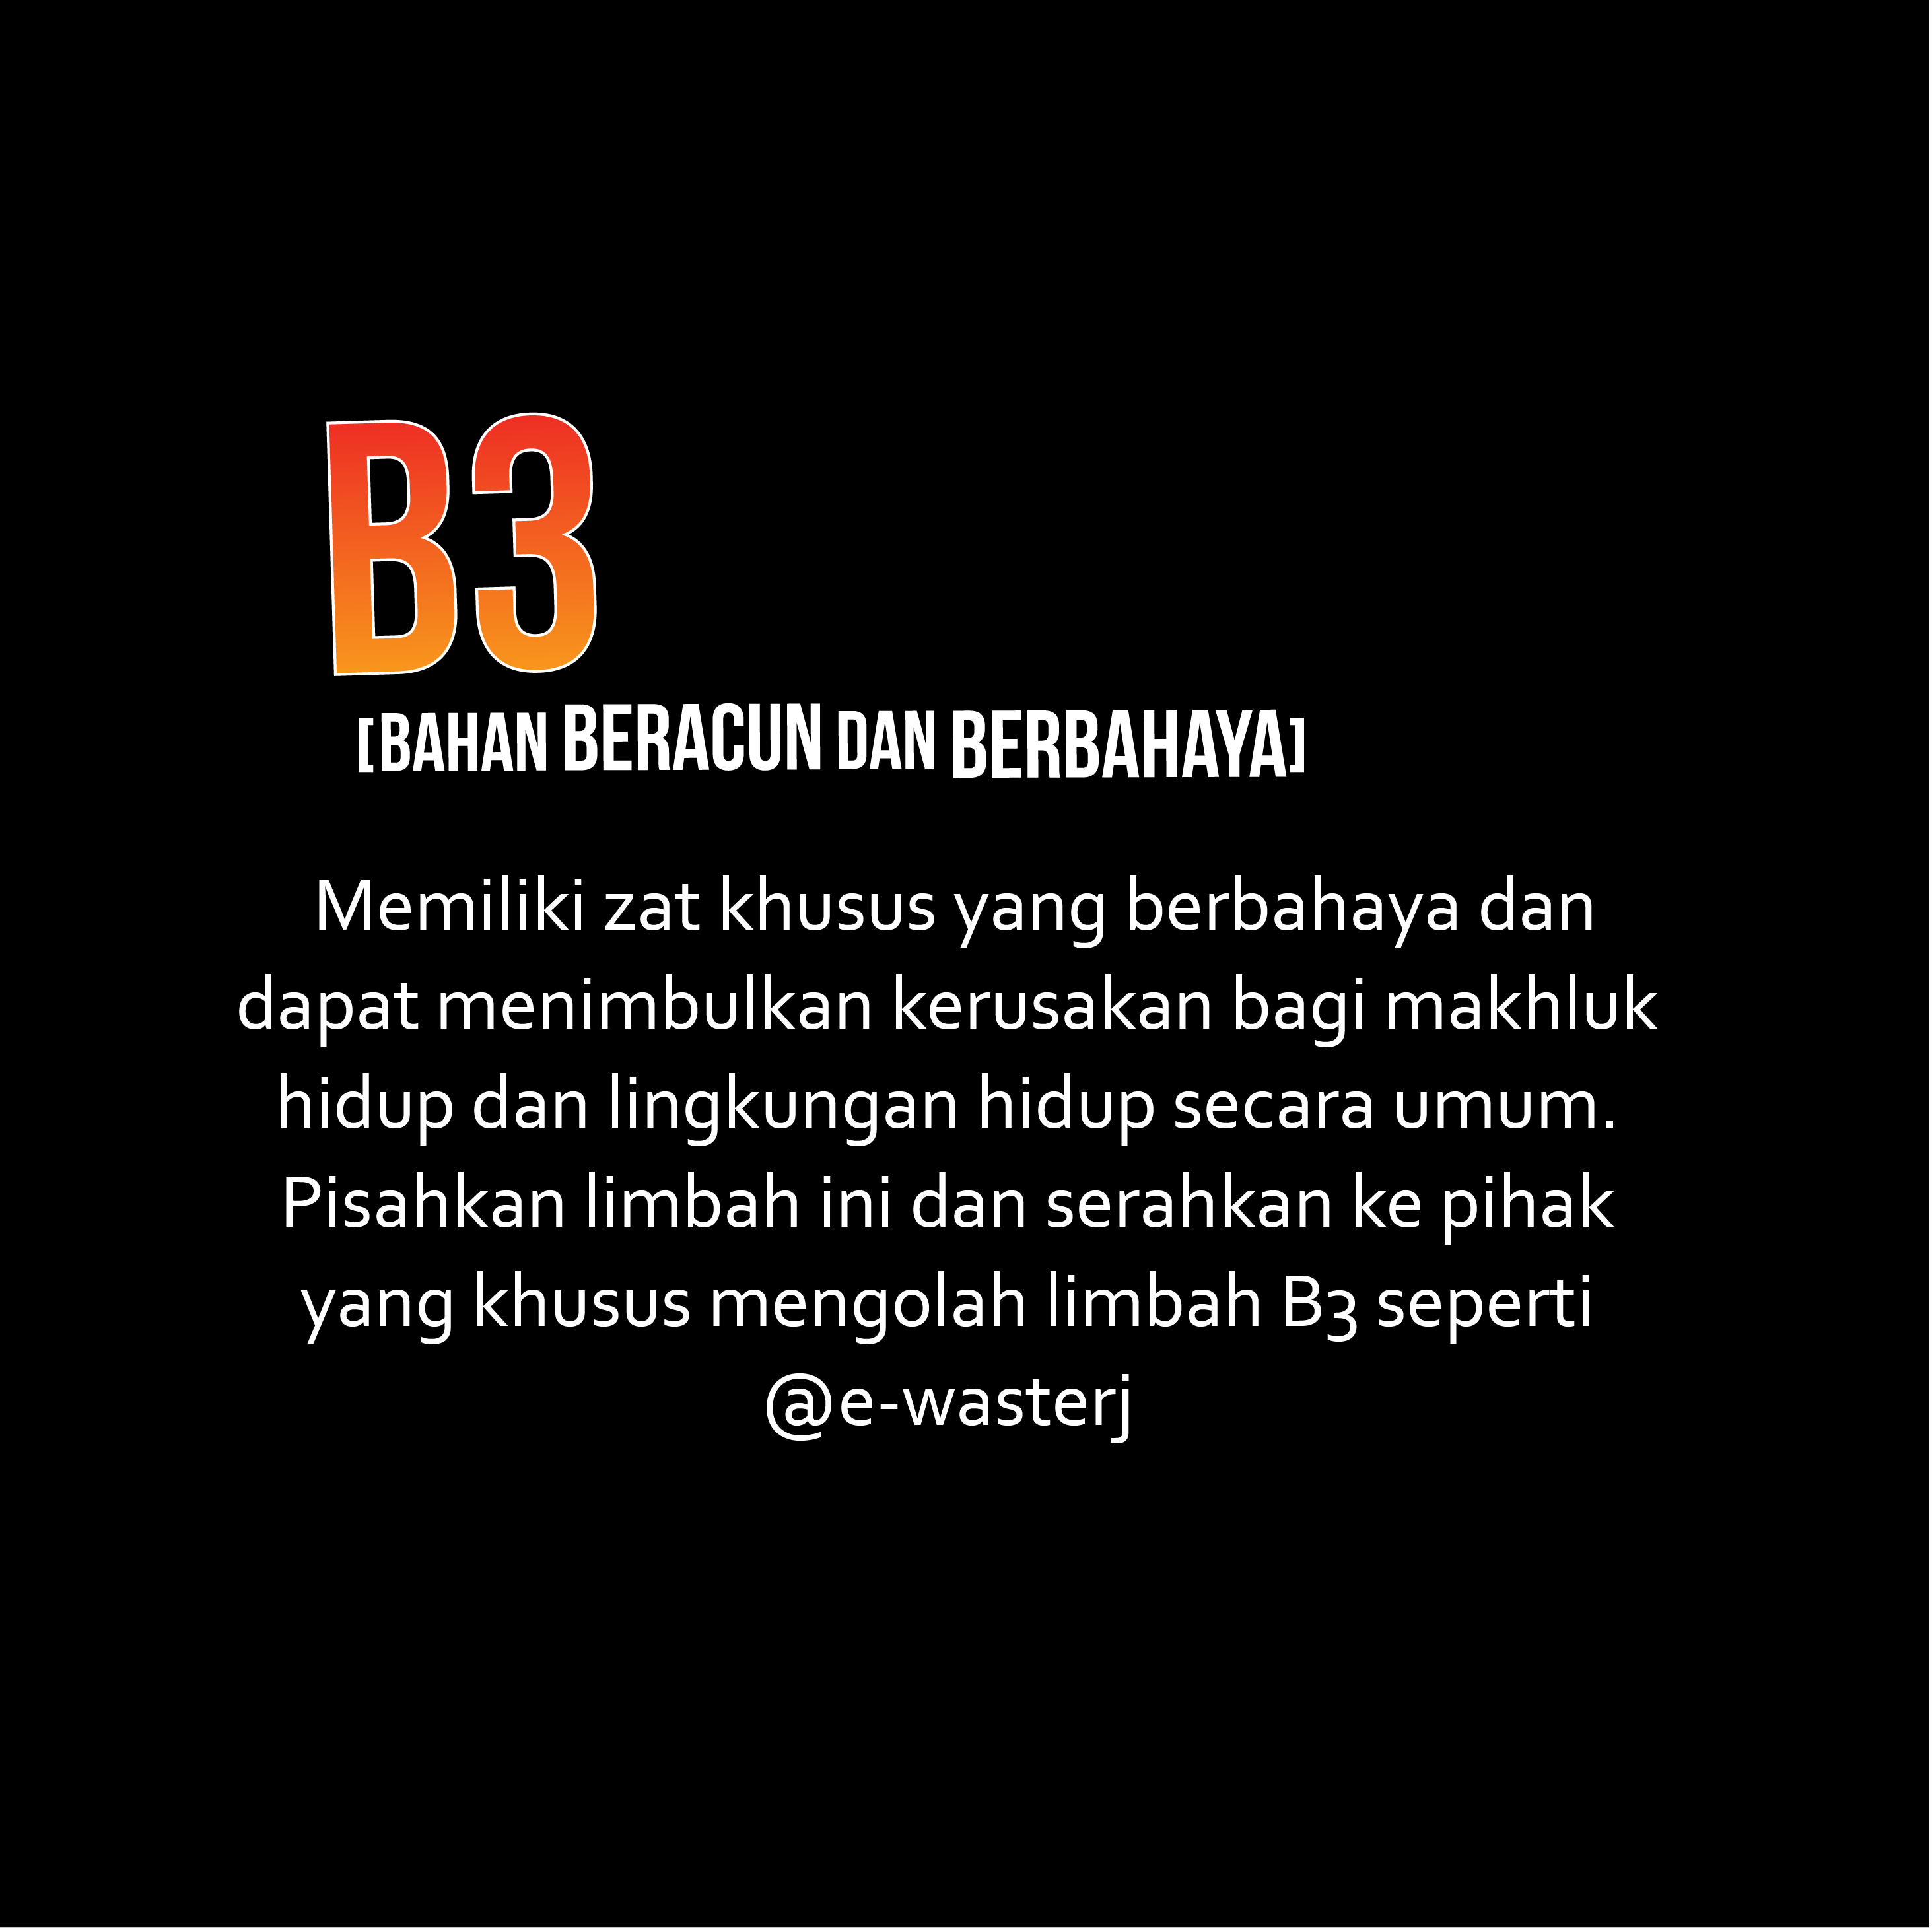 B3
[BAHAN BERACUN DAN BERBAHAYA]
Memiliki zat khusus yang berbahaya dan
dapat menimbulkan kerusakan bagi makhluk
hidup dan lingkungan hidup secara umum.
Pisahkan limbah ini dan serahkan ke pihak
yang khusus mengolah limbah B3 seperti
@e-wasterj